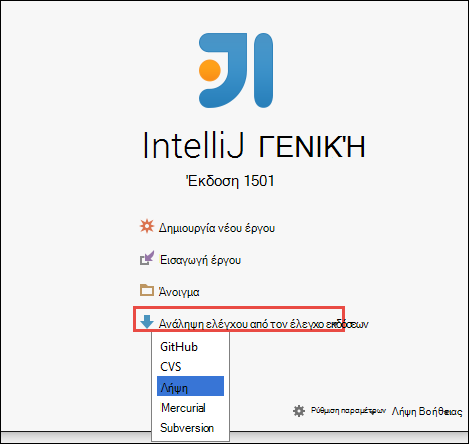 IntelliJ ΓΕΝΙΚΉ
Έκδοση 1501
Δημιουργία νέου έργου
Εισαγωγή έργου
Άνοιγμα
Ανάληψη ελέγχου από τον έλεγχο εκδόσεων
GitHub
CVS
Λήψη
Mercurial
Subversion
Ρύθμιση παραμέτρων Λήψη Βοήθειας